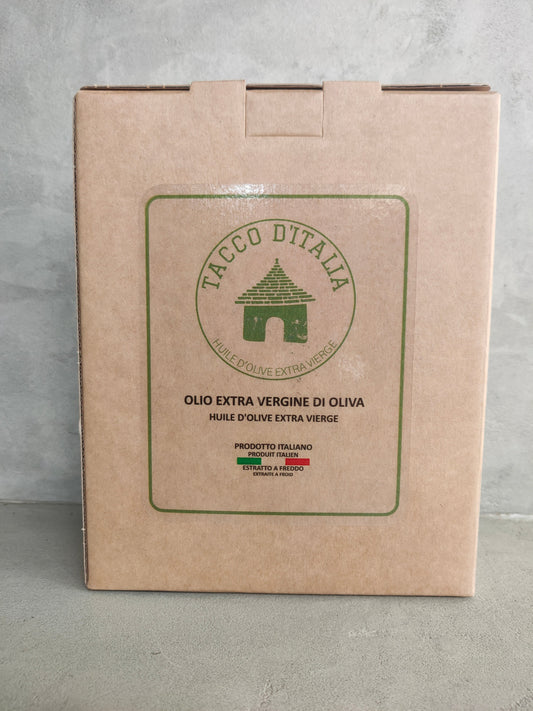 TACCO D'ITALIA
HUILE D'OLIVE EXTRA VIERGE
OLIO EXTRA VERGINE DI OLIVA
HUILE D'OLIVE EXTRA VIERGE
PRODOTTO ITALIANO
PRODUIT ITALIEN
ESTRATTO A FREDDO
EXTRAITE A FROID